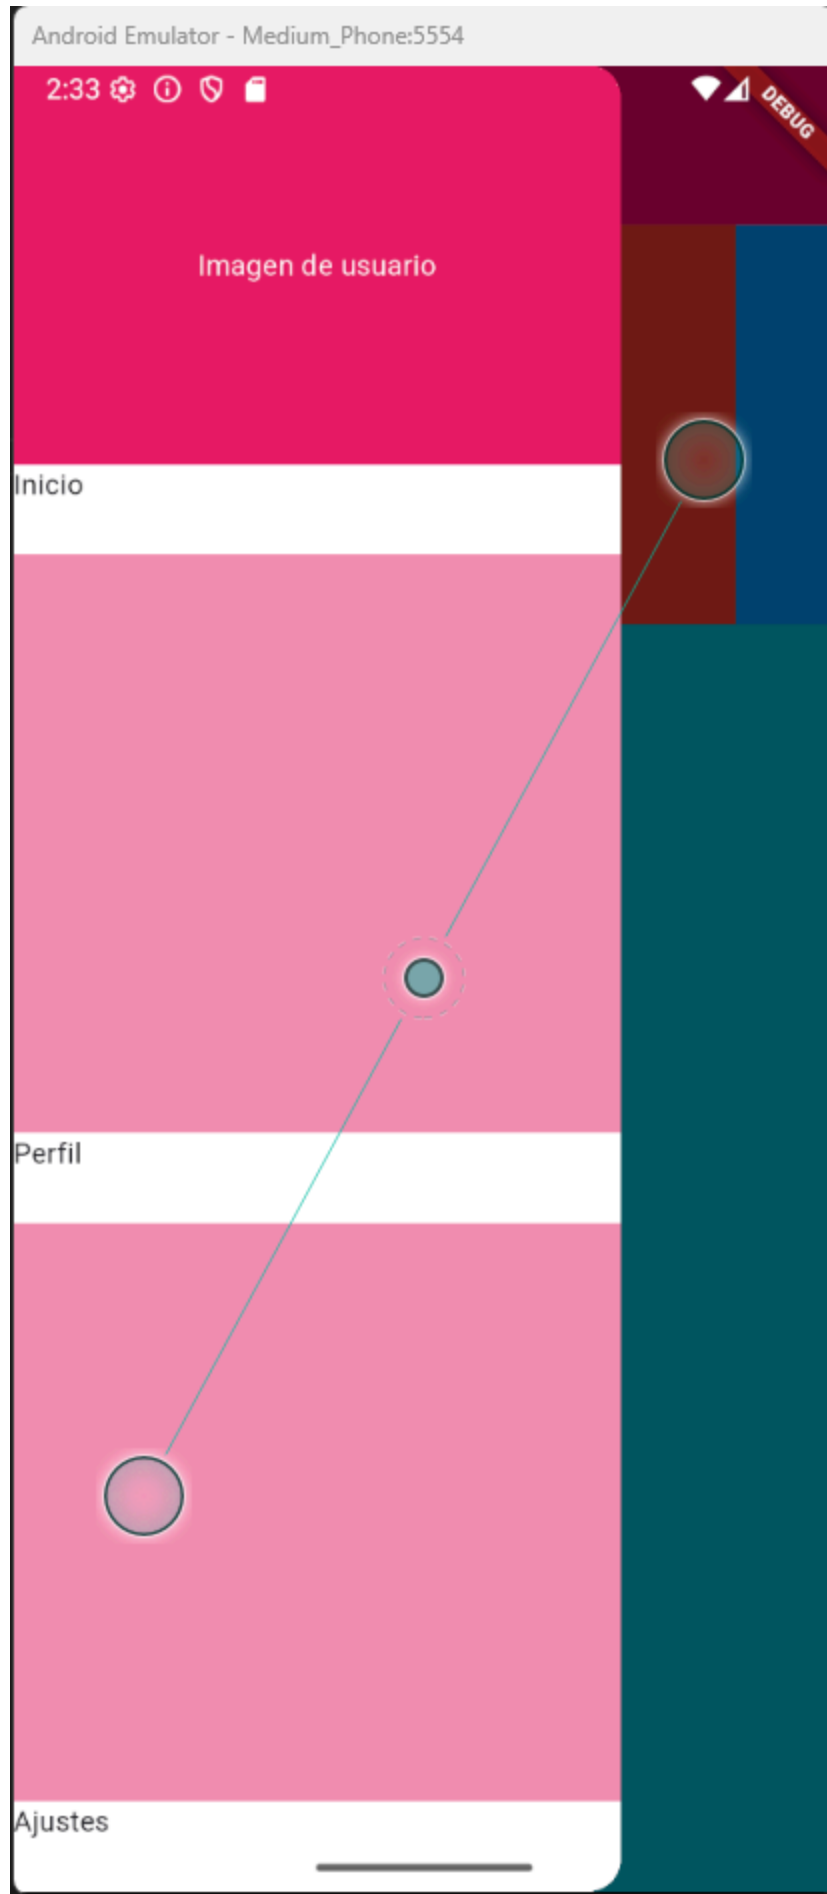 Android Emulator - Medium_Phone:5554
2:33
DEBUG
Imagen de usuario
Inicio
Perfil
Ajustes